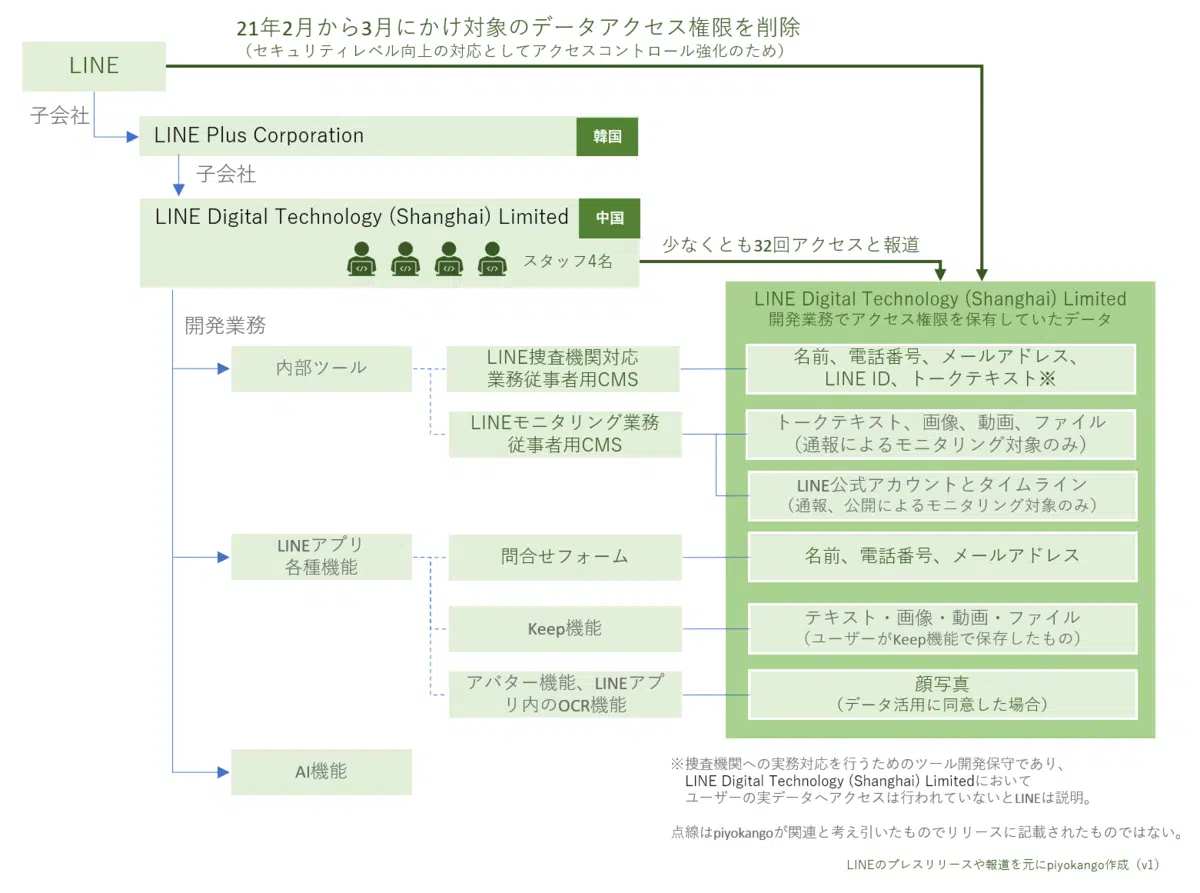 21年2月から3月にかけ対象のデータアクセス権限を削除
（セキュリティレベル向上の対応としてアクセスコントロール強化のため）
LINE
子会社
LINE Plus Corporation
韓国
子会社
LINE Digital Technology (Shanghai) Limited
中国
スタッフ4名
少なくとも32回アクセスと報道
LINE Digital Technology (Shanghai) Limited
開発業務でアクセス権限を保有していたデータ
開発業務
内部ツール
LINE捜査機関対応
業務従事者用CMS
名前、電話番号、メールアドレス、
LINE ID、トークテキスト※
LINEモニタリング業務
従事者用CMS
トークテキスト、画像、動画、ファイル
（通報によるモニタリング対象のみ）
LINE公式アカウントとタイムライン
（通報、公開によるモニタリング対象のみ）
LINEアプリ
各種機能
問合せフォーム
名前、電話番号、メールアドレス
Keep機能
テキスト・画像・動画・ファイル
（ユーザーがKeep機能で保存したもの）
アバター機能、LINEアプ
リ内のOCR機能
顔写真
（データ活用に同意した場合）
AI機能
※捜査機関への実務対応を行うためのツール開発保守であり、
LINE Digital Technology (Shanghai) Limitedにおいて
ユーザーの実データへアクセスは行われていないとLINEは説明。
点線はpiyokangoが関連と考え引いたものでリリースに記載されたものではない。
LINEのプレスリリースや報道を元にpiyokango作成（v1）